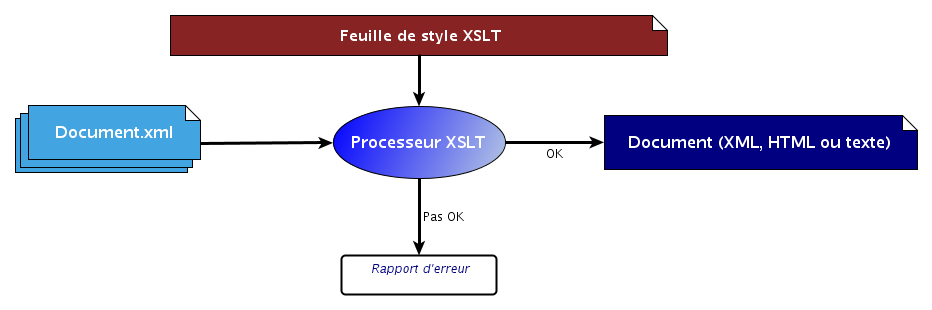 Feuille de style XSLT
Document.xml
Processeur XSLT
OK
Document (XML, HTML ou texte)
Pas OK
Rapport d'erreur